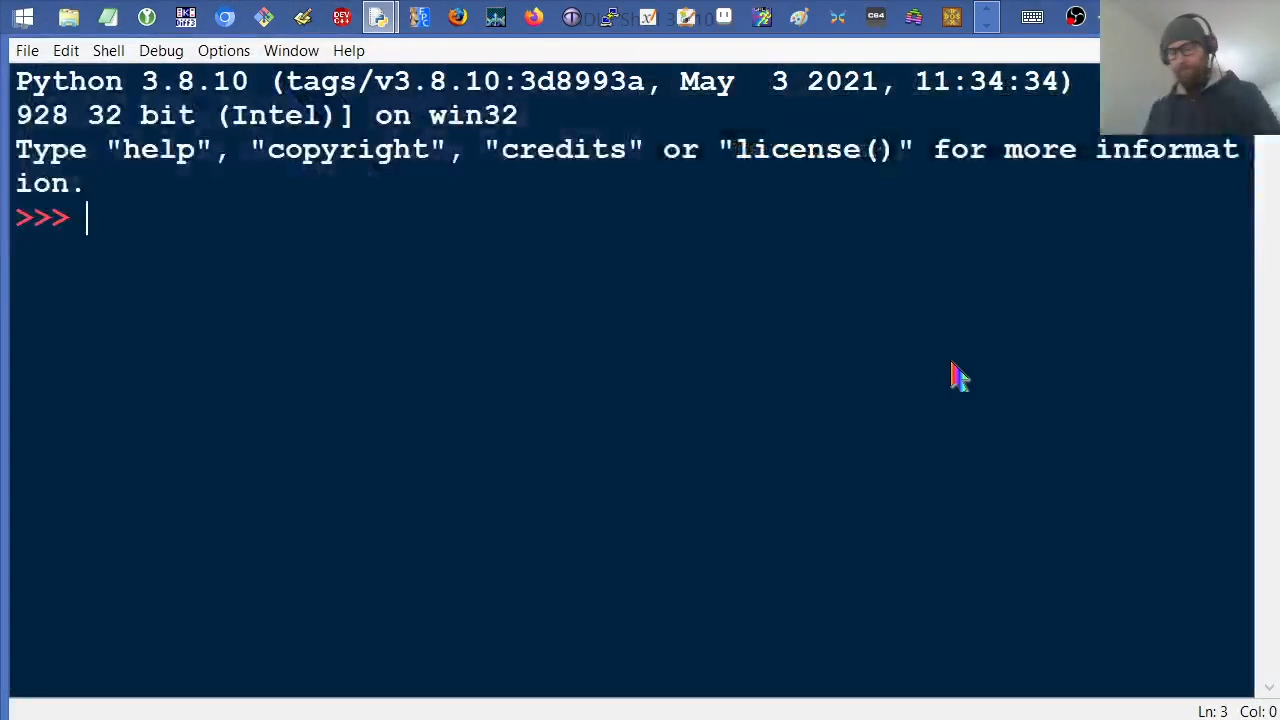 File Edit Shell Debug Options Window Help
Python 3.8.10 (tags/v3.8.10:3d8993a, May  3 2021, 11:34:34)
928 32 bit (Intel)] on win32
Type "help", "copyright", "credits" or "license()" for more informat
ion.
>>>
Ln: 3 Col: 0